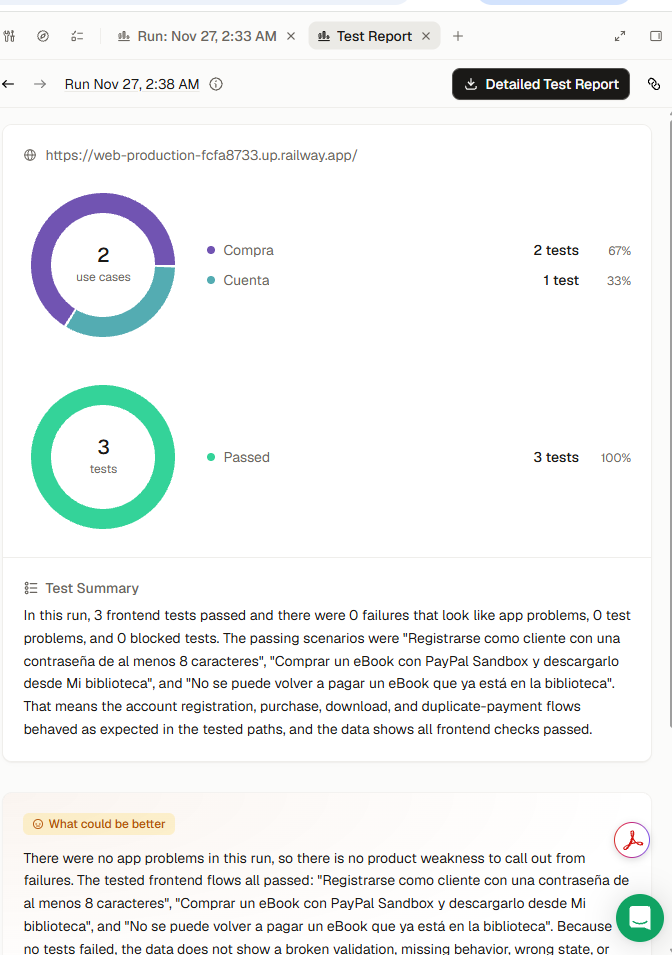 Run: Nov 27, 2:33 AM
Test Report
Run Nov 27, 2:38 AM
Detailed Test Report
https://web-production-fcfa8733.up.railway.app/
2
use cases
Compra 2 tests 67%
Cuenta 1 test 33%
3
tests
Passed 3 tests 100%
Test Summary
In this run, 3 frontend tests passed and there were 0 failures that look like app problems, 0 test
problems, and 0 blocked tests. The passing scenarios were "Registrarse como cliente con una
contraseña de al menos 8 caracteres", "Comprar un eBook con PayPal Sandbox y descargarlo
desde Mi biblioteca", and "No se puede volver a pagar un eBook que ya está en la biblioteca".
That means the account registration, purchase, download, and duplicate-payment flows
behaved as expected in the tested paths, and the data shows all frontend checks passed.
What could be better
There were no app problems in this run, so there is no product weakness to call out from
failures. The tested frontend flows all passed: "Registrarse como cliente con una contraseña de
al menos 8 caracteres", "Comprar un eBook con PayPal Sandbox y descargarlo desde Mi
biblioteca", and "No se puede volver a pagar un eBook que ya está en la biblioteca". Because
no tests failed, the data does not show a broken validation, missing behavior, wrong state, or